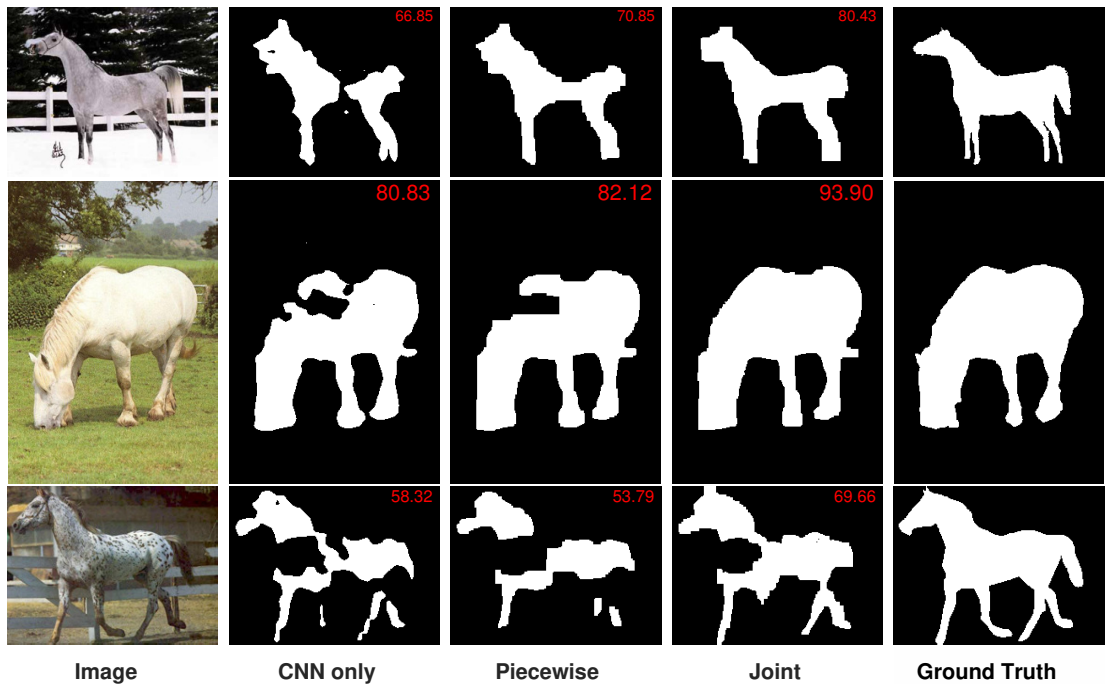 66.85 70.85 80.43
80.83 82.12 93.90
58.32 53.79 69.66
Image CNN only Piecewise Joint Ground Truth